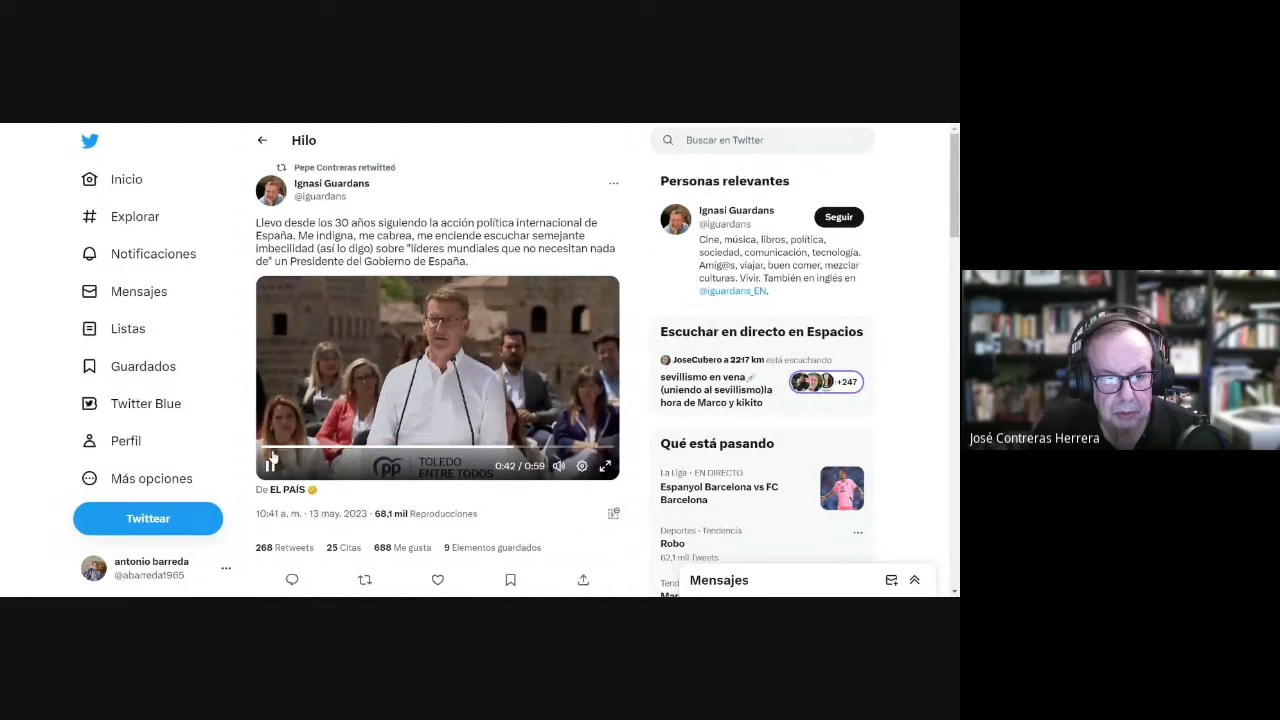 Inicio
Explorar
Notificaciones
Mensajes
Listas
Guardados
Twitter Blue
Perfil
Más opciones
Twittear
antonio barreda
@abarreda1965
Hilo
Pepe Contreras retwitteó
Ignasi Guardans
@iguardans
Llevo desde los 30 años siguiendo la acción política internacional de
España. Me indigna, me cabrea, me enciende escuchar semejante
imbecilidad (así lo digo) sobre "líderes mundiales que no necesitan nada
de" un Presidente del Gobierno de España.
pp TOLEDO
ENTRE TODOS
0:42 / 0:59
De EL PAÍS
10:41 a. m. · 13 may. 2023 · 68,1 mil Reproducciones
268 Retweets 25 Citas 688 Me gusta 9 Elementos guardados
Buscar en Twitter
Personas relevantes
Ignasi Guardans
@iguardans
Seguir
Cine, música, libros, política,
sociedad, comunicación, tecnología.
Amig@s, viajar, buen comer, mezclar
culturas. Vivir. También en inglés en
@iguardans_EN.
Escuchar en directo en Espacios
JoseCubero a 2217 km está escuchando
sevillismo en vena💉
(uniendo al sevillismo)la
hora de Marco y kikito
+247
Qué está pasando
La Liga · EN DIRECTO
Espanyol Barcelona vs FC
Barcelona
Deportes · Tendencia
Robo
62,1 mil Tweets
Mensajes
José Contreras Herrera